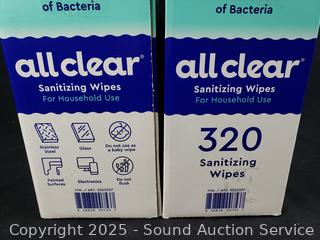 of Bacteria
all clear®
Sanitizing Wipes
For Household Use
Stainless Steel
Glass
Do not use as a baby wipe
Painted Surfaces
Electronics
Do not flush
of Bacteria
all clear®
Sanitizing Wipes
For Household Use
320
Sanitizing
Wipes
Copyright 2025 - Sound Auction Service